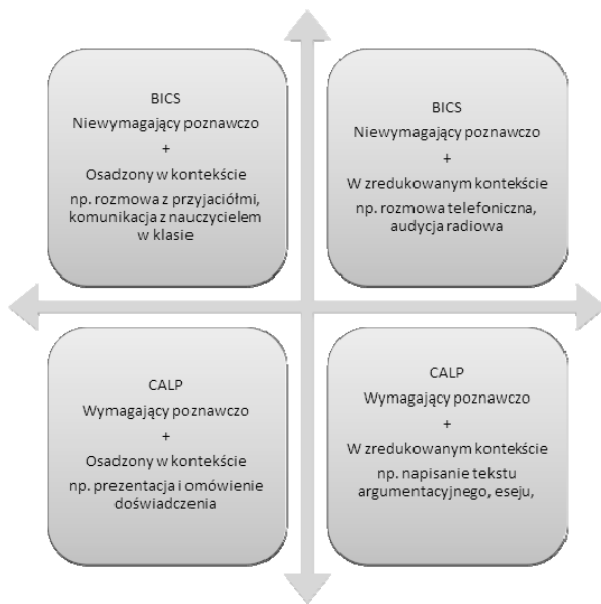 BICS
Niewymagający poznawczo
+
Osadzony w kontekście
np. rozmowa z przyjaciółmi,
komunikacja z nauczycielem
w klasie
BICS
Niewymagający poznawczo
+
W zredukowanym kontekście
np. rozmowa telefoniczna,
audycja radiowa
CALP
Wymagający poznawczo
+
Osadzony w kontekście
np. prezentacja i omówienie
doświadczenia
CALP
Wymagający poznawczo
+
W zredukowanym kontekście
np. napisanie tekstu
argumentacyjnego, eseju,